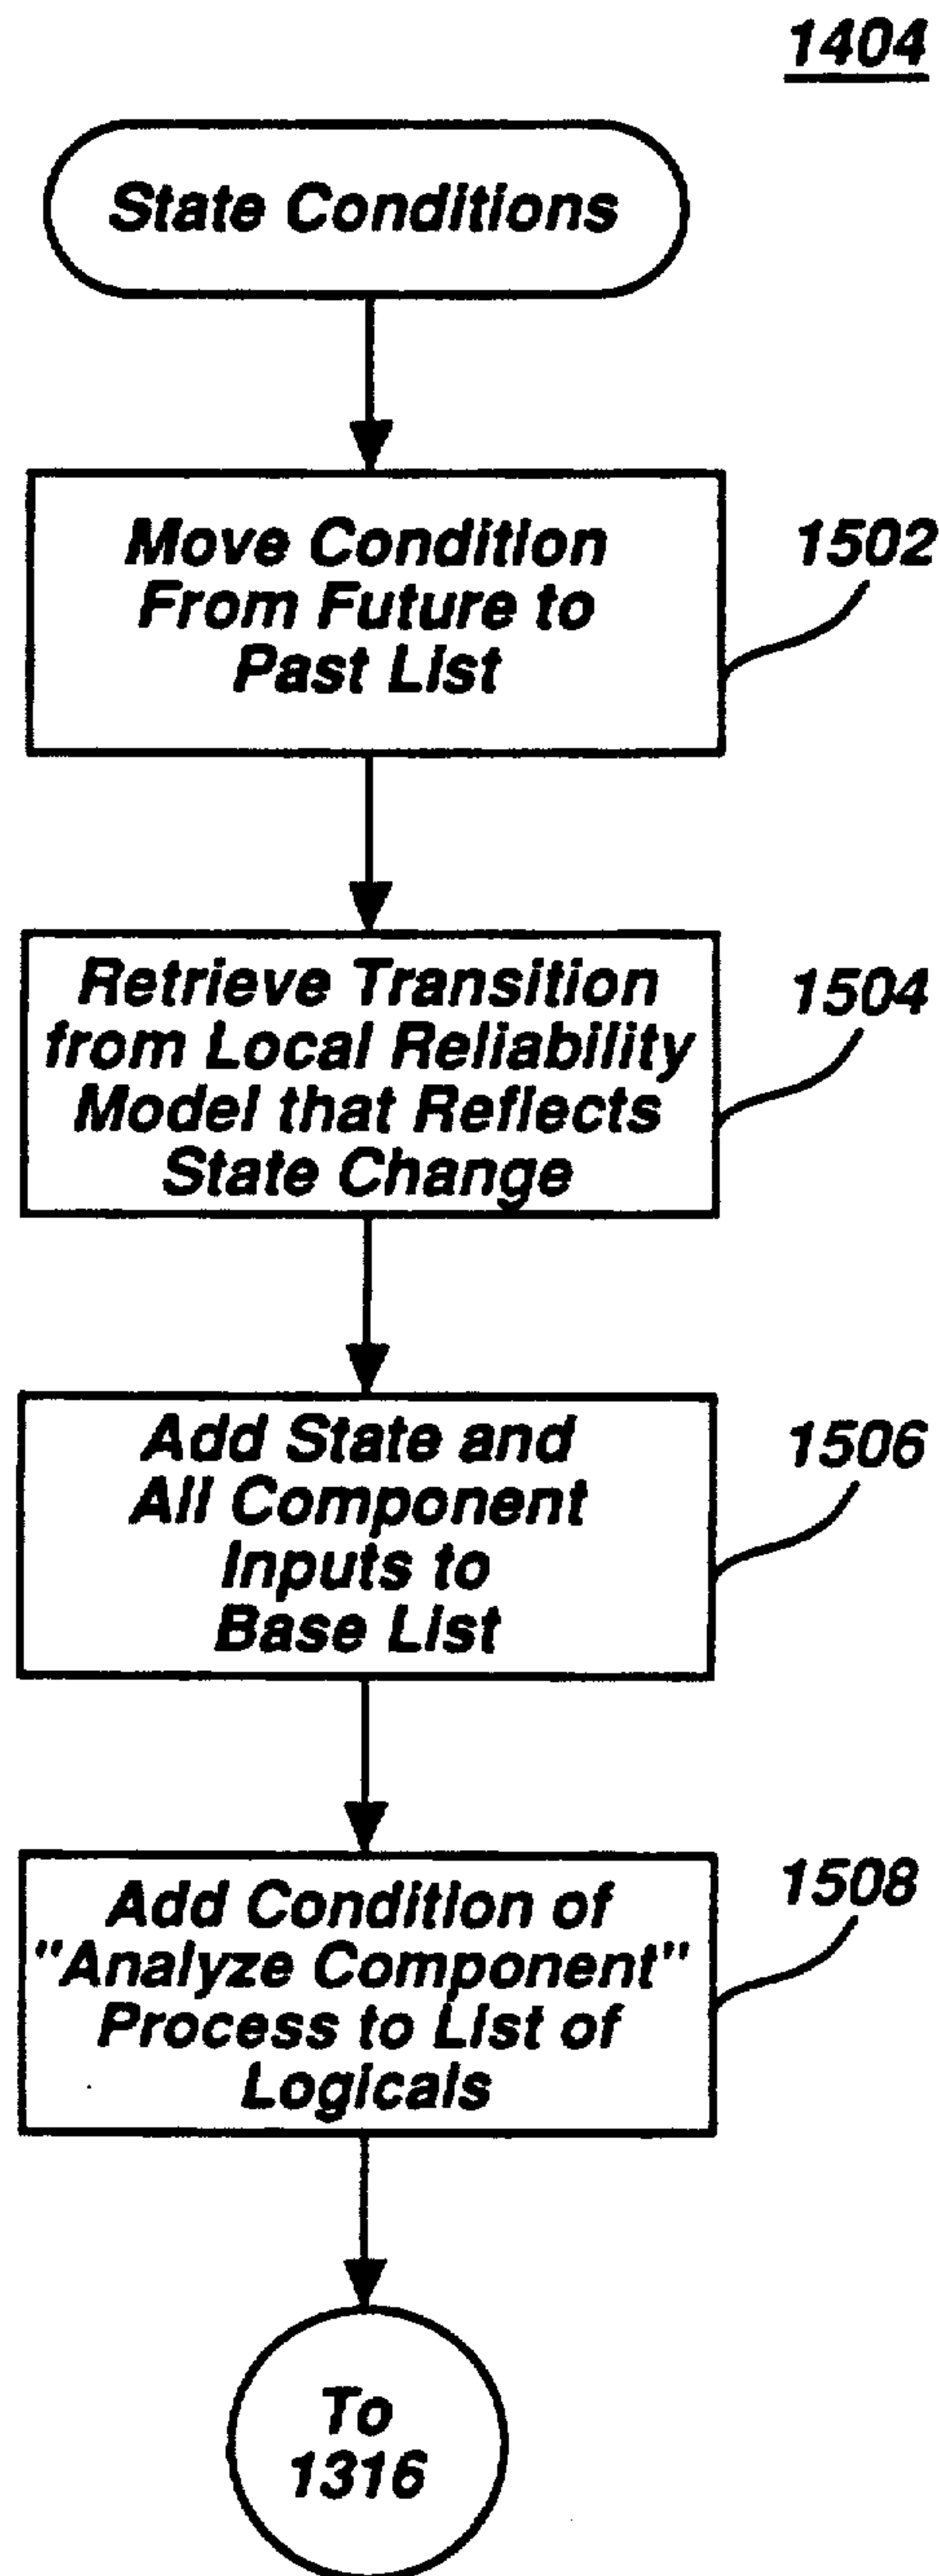 1404
State Conditions
Move Condition
From Future to
Past List
1502
Retrieve Transition
from Local Reliability
Model that Reflects
State Change
1504
Add State and
All Component
Inputs to
Base List
1506
Add Condition of
"Analyze Component"
Process to List of
Logicals
1508
To
1316